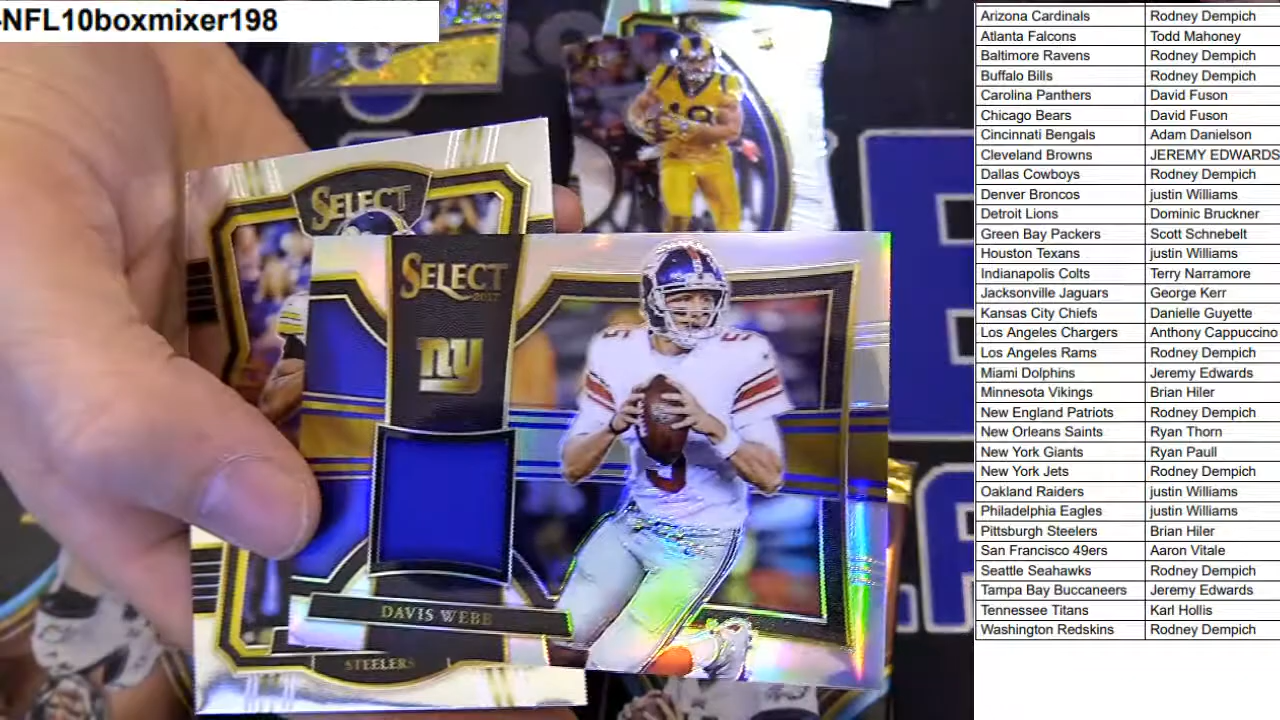 -NFL10boxmixer198
SELECT
SELECT
2017
ny
5 5
5
DAVIS WEBB
STEELERS
Arizona Cardinals Rodney Dempich
Atlanta Falcons Todd Mahoney
Baltimore Ravens Rodney Dempich
Buffalo Bills Rodney Dempich
Carolina Panthers David Fuson
Chicago Bears David Fuson
Cincinnati Bengals Adam Danielson
Cleveland Browns JEREMY EDWARDS
Dallas Cowboys Rodney Dempich
Denver Broncos justin Williams
Detroit Lions Dominic Bruckner
Green Bay Packers Scott Schnebelt
Houston Texans justin Williams
Indianapolis Colts Terry Narramore
Jacksonville Jaguars George Kerr
Kansas City Chiefs Danielle Guyette
Los Angeles Chargers Anthony Cappuccino
Los Angeles Rams Rodney Dempich
Miami Dolphins Jeremy Edwards
Minnesota Vikings Brian Hiler
New England Patriots Rodney Dempich
New Orleans Saints Ryan Thorn
New York Giants Ryan Paull
New York Jets Rodney Dempich
Oakland Raiders justin Williams
Philadelphia Eagles justin Williams
Pittsburgh Steelers Brian Hiler
San Francisco 49ers Aaron Vitale
Seattle Seahawks Rodney Dempich
Tampa Bay Buccaneers Jeremy Edwards
Tennessee Titans Karl Hollis
Washington Redskins Rodney Dempich